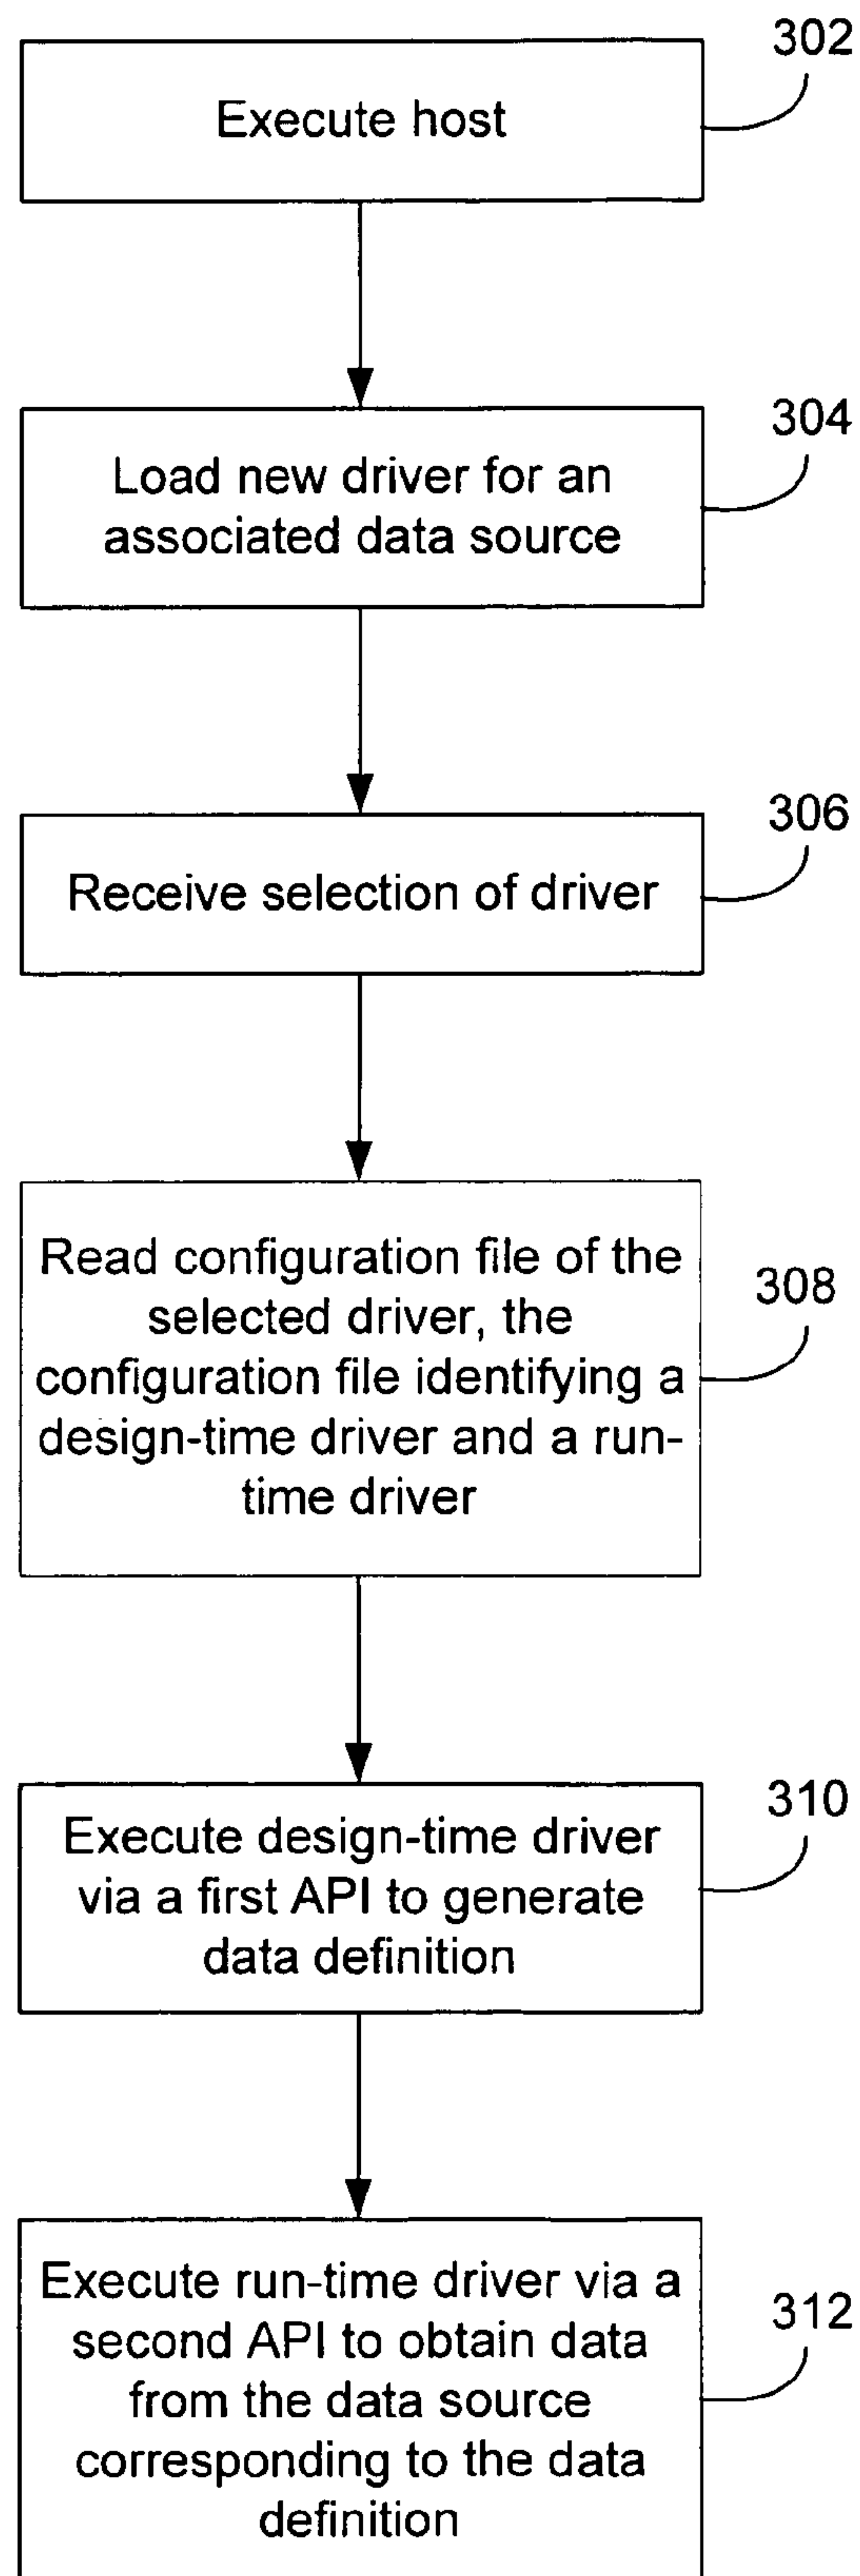 302
Execute host
304
Load new driver for an
associated data source
306
Receive selection of driver
308
Read configuration file of the
selected driver, the
configuration file identifying a
design-time driver and a run-
time driver
310
Execute design-time driver
via a first API to generate
data definition
312
Execute run-time driver via a
second API to obtain data
from the data source
corresponding to the data
definition